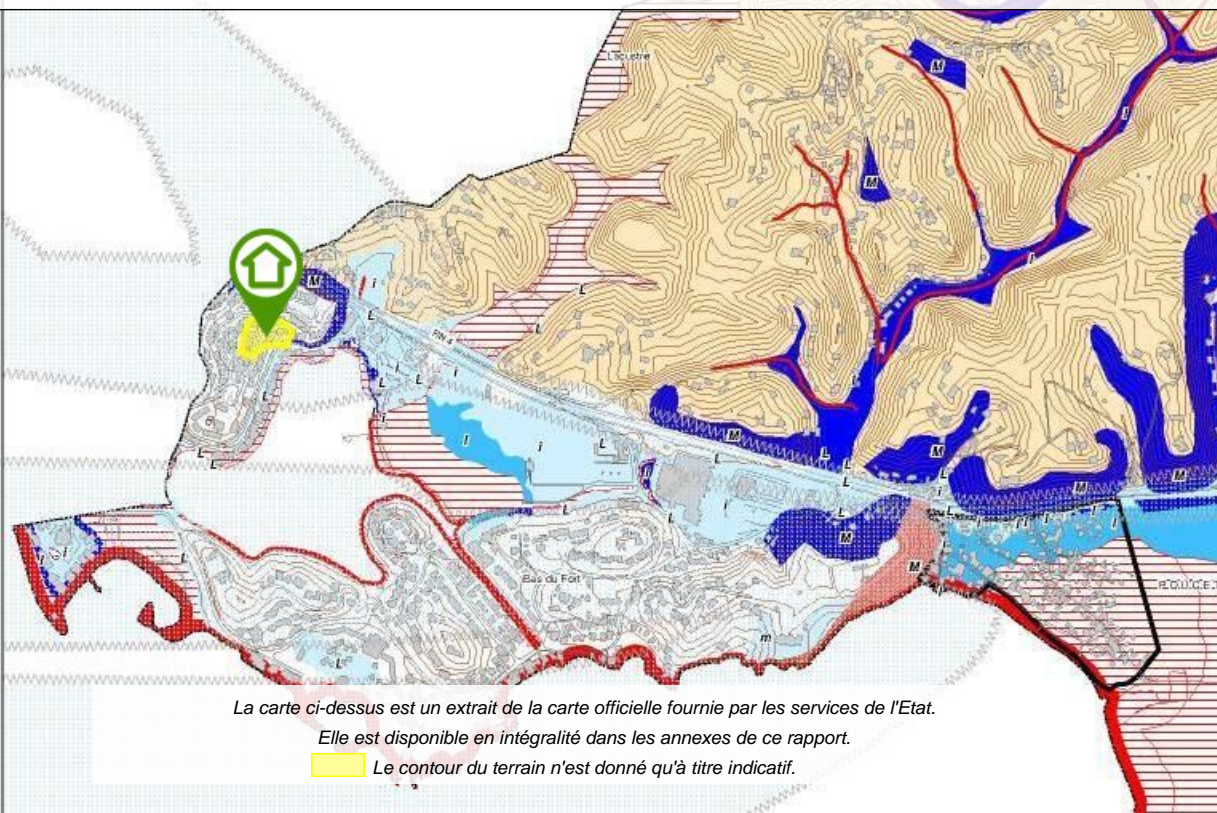 Lacustre
M
i
M
M
i
L
i
L
L
RN 4
L
i
L
L
i
i
L
L
M
L
M
L
M
L
L
L
L
i
i
i
L
L
M
L
M
i
L
i i i i i
Bas du Fort
M
m
L
i
L
La carte ci-dessus est un extrait de la carte officielle fournie par les services de l'Etat.
Elle est disponible en intégralité dans les annexes de ce rapport.
Le contour du terrain n'est donné qu'à titre indicatif.